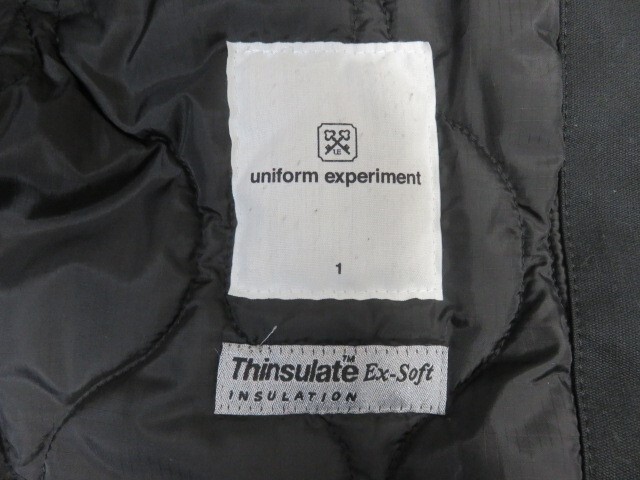 U.E
uniform experiment
1
Thinsulate™ Ex-Soft
INSULATION